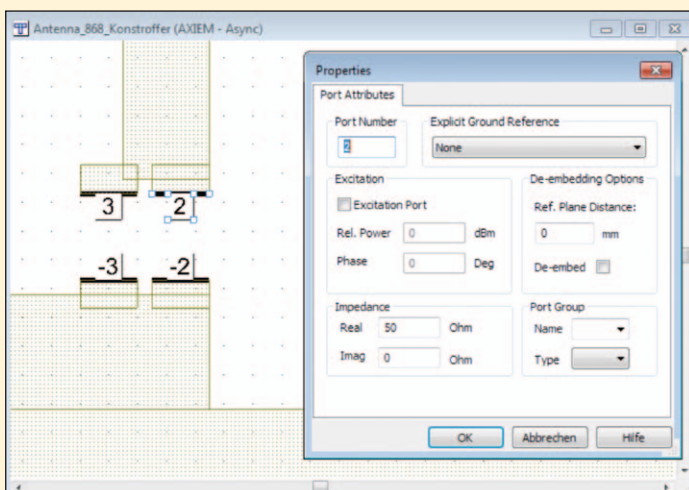 Antenna_868_Konstroffer (AXIEM - Async)
3
2
-3
-2
Properties
Port Attributes
Port Number
2
Explicit Ground Reference
None
Excitation
Excitation Port
Rel. Power 0 dBm
Phase 0 Deg
De-embedding Options
Ref. Plane Distance:
0 mm
De-embed
Impedance
Real 50 Ohm
Imag 0 Ohm
Port Group
Name
Type
OK Abbrechen Hilfe